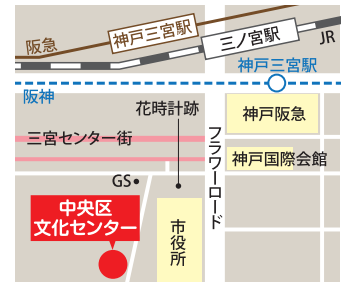 阪急
神戸三宮駅
三ノ宮駅
JR
神戸三宮駅
阪神
花時計跡
神戸阪急
三宮センター街
フラワーロード
神戸国際会館
GS
中央区
文化センター
市役所